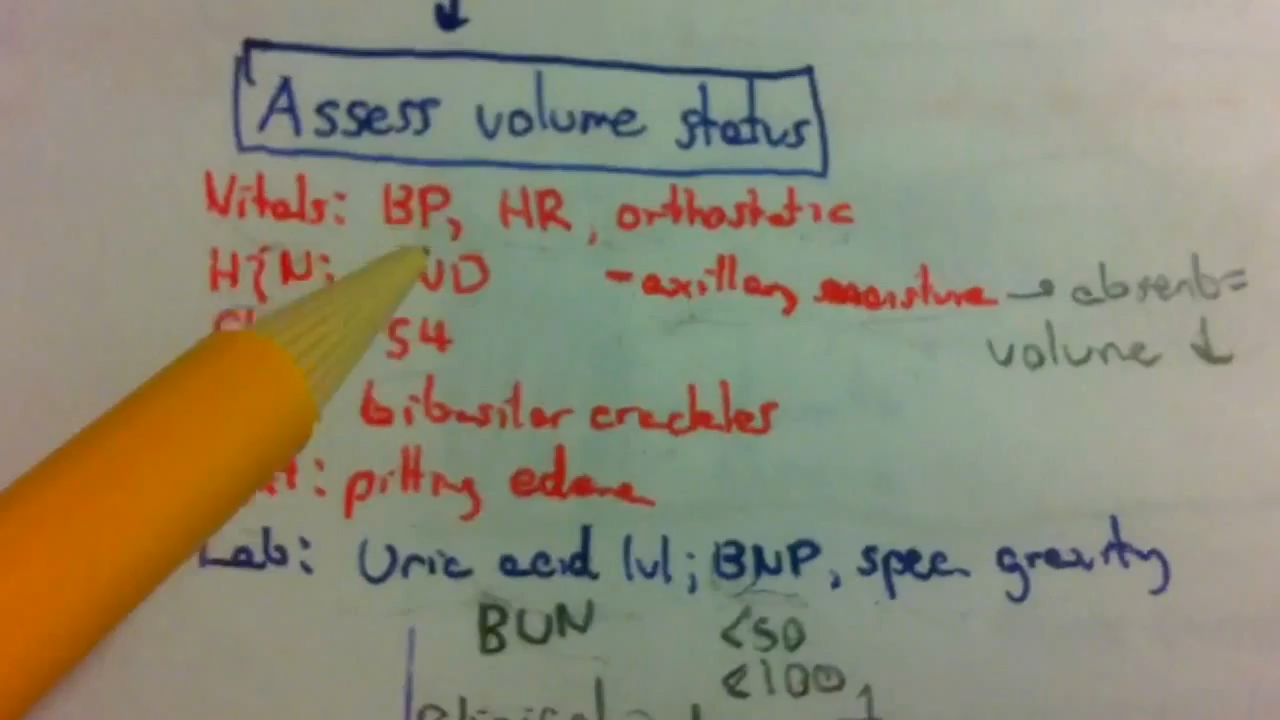 Assess volume status
Vitals: BP, HR, orthostatic
H{N: VD - axillary moisture → absent =
volume ↓
S4
bibasilar crackles
: pitting edema
Lab: Uric acid lvl; BNP, spec gravity
BUN <50
<100